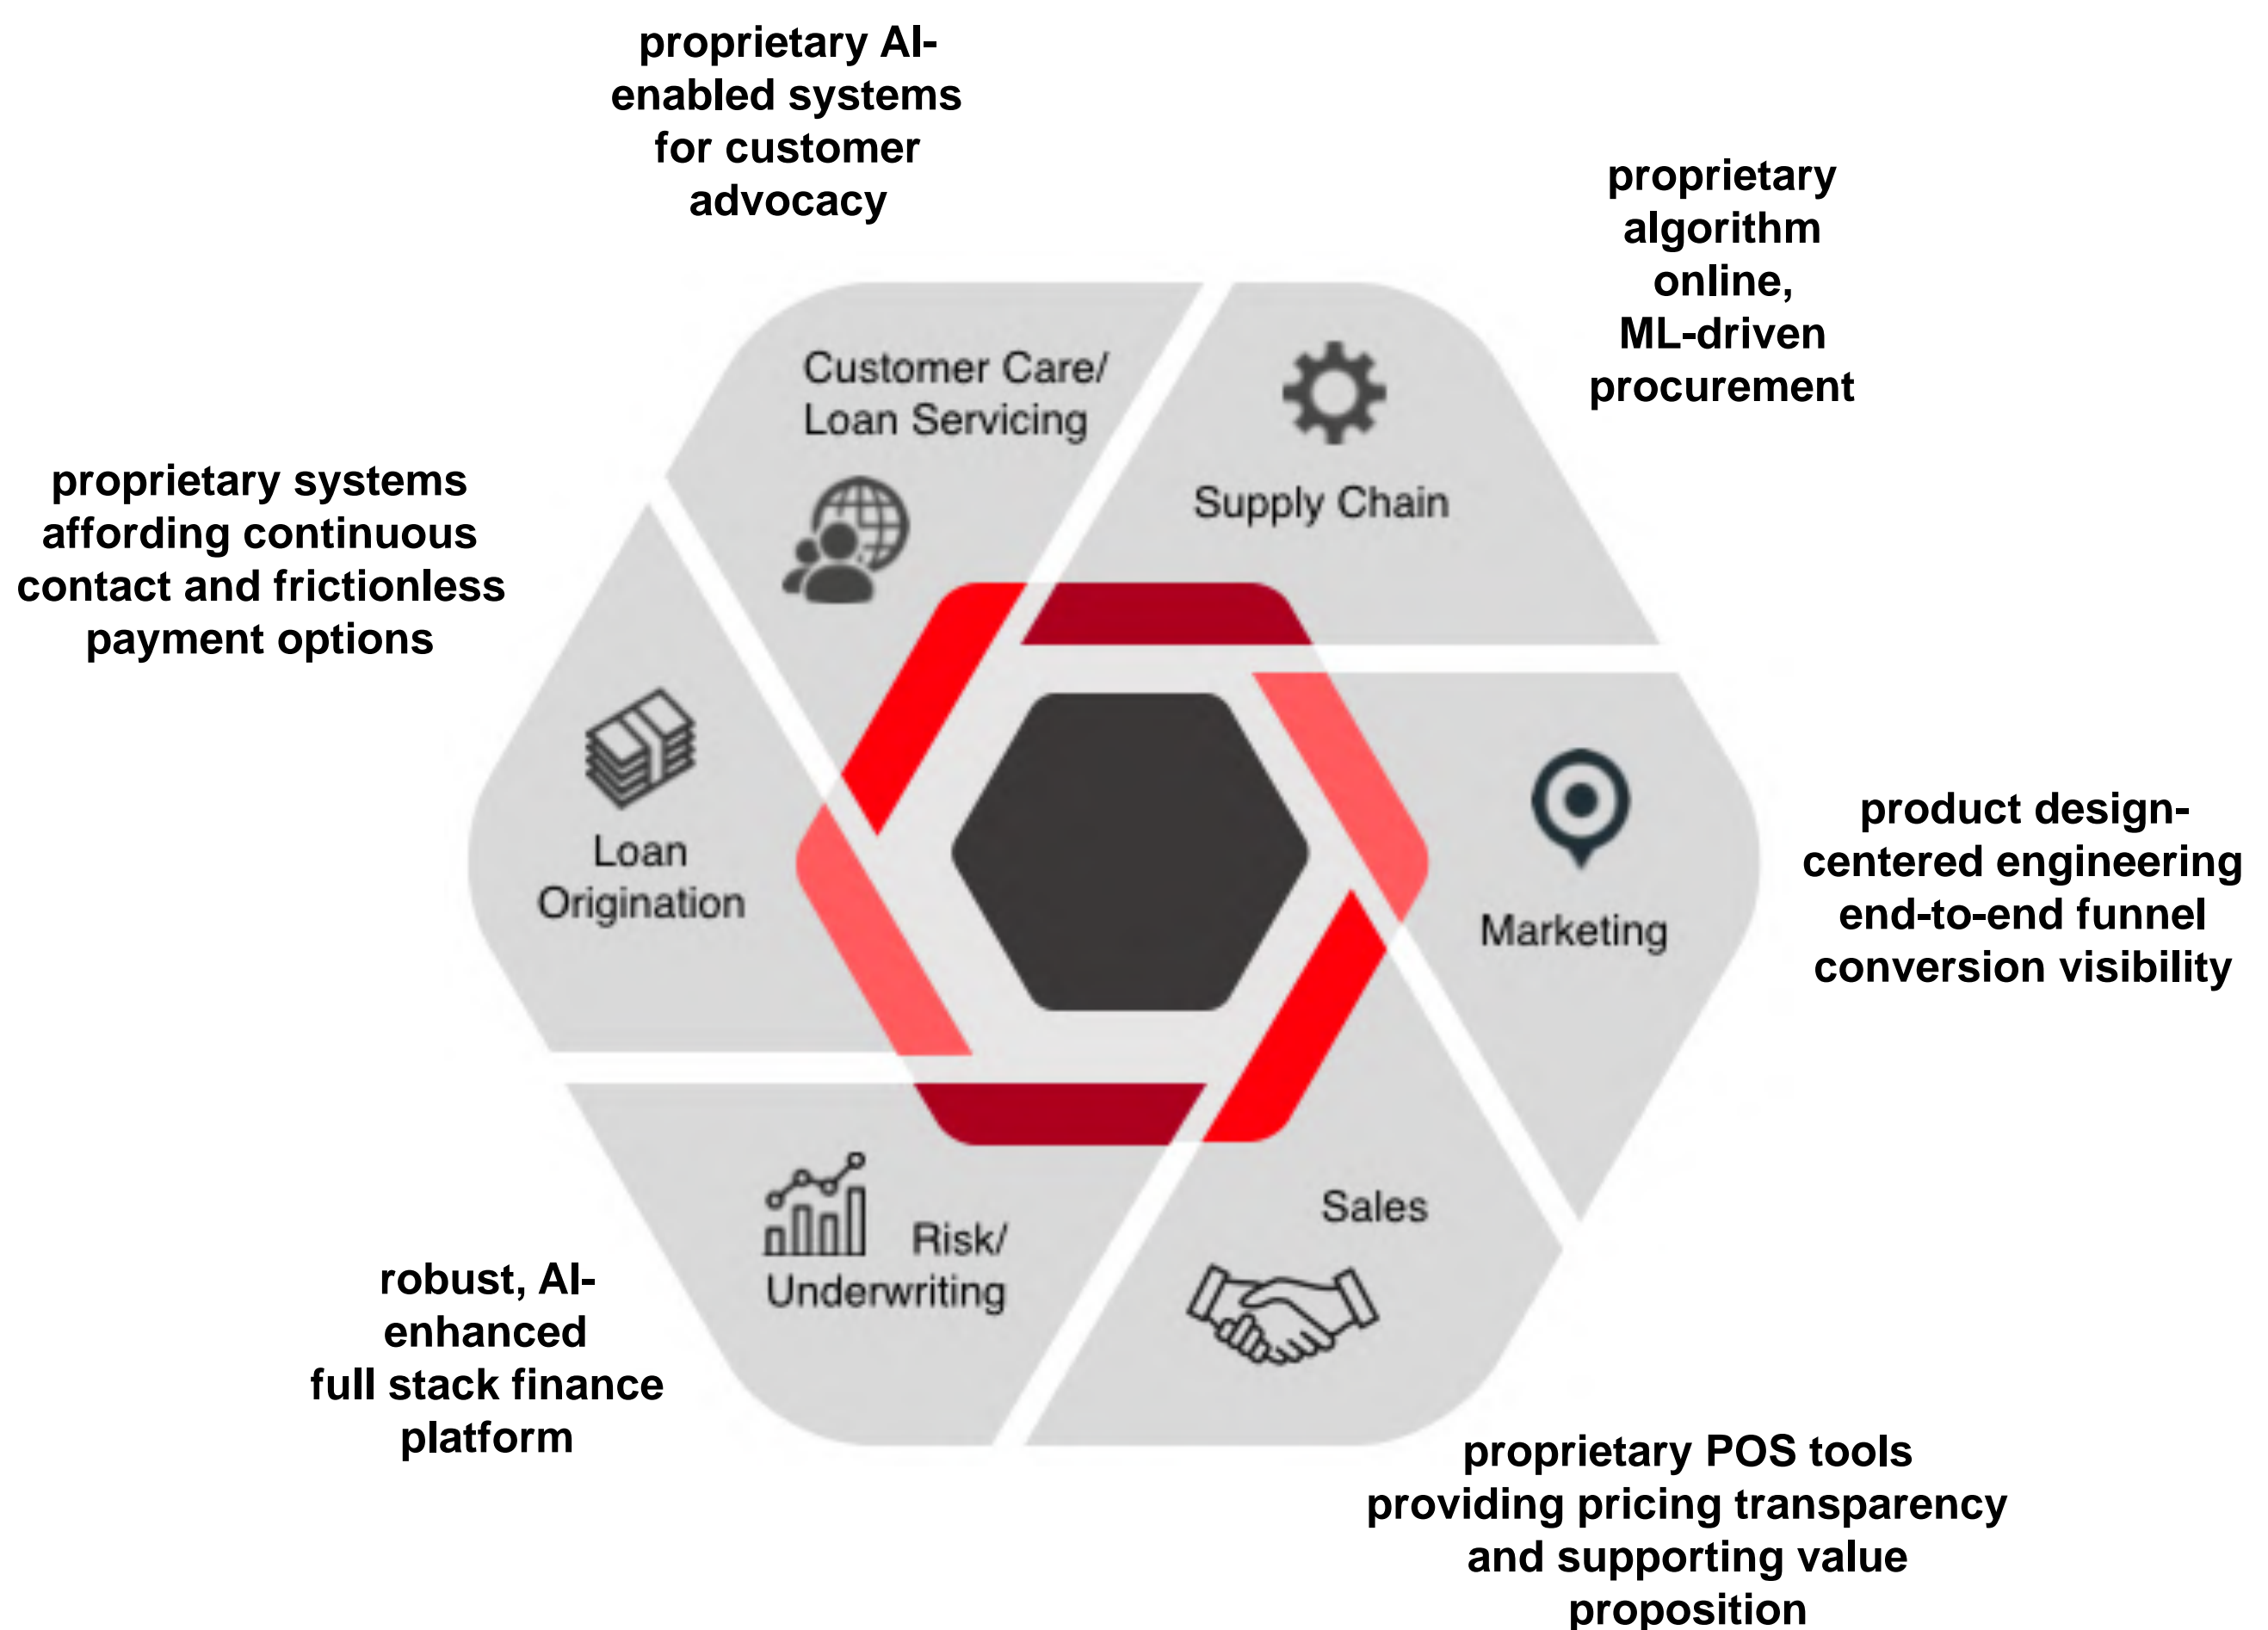 proprietary AI-
enabled systems
for customer
advocacy
proprietary
algorithm
online,
ML-driven
procurement
Customer Care/
Loan Servicing
Supply Chain
proprietary systems
affording continuous
contact and frictionless
payment options
Loan
Origination
Marketing
product design-
centered engineering
end-to-end funnel
conversion visibility
Risk/
Underwriting
Sales
robust, AI-
enhanced
full stack finance
platform
proprietary POS tools
providing pricing transparency
and supporting value
proposition